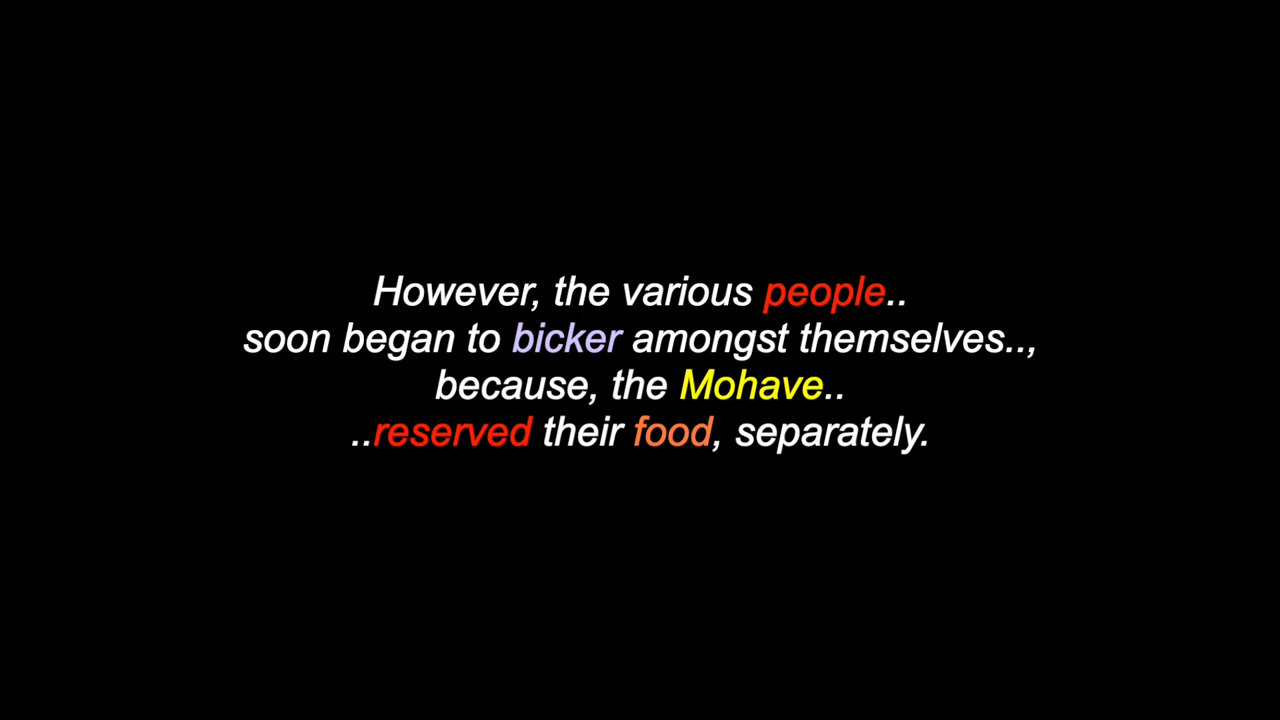 However, the various people..
soon began to bicker amongst themselves..,
because, the Mohave..
..reserved their food, separately.